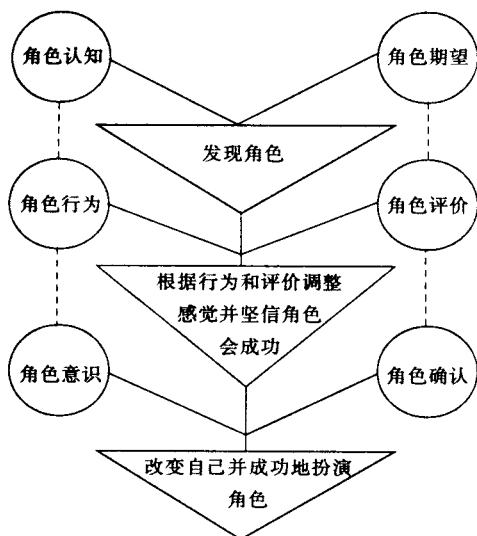 角色认知
角色期望
发现角色
角色行为
角色评价
根据行为和评价调整
感觉并坚信角色
会成功
角色意识
角色确认
改变自己并成功地扮演
角色